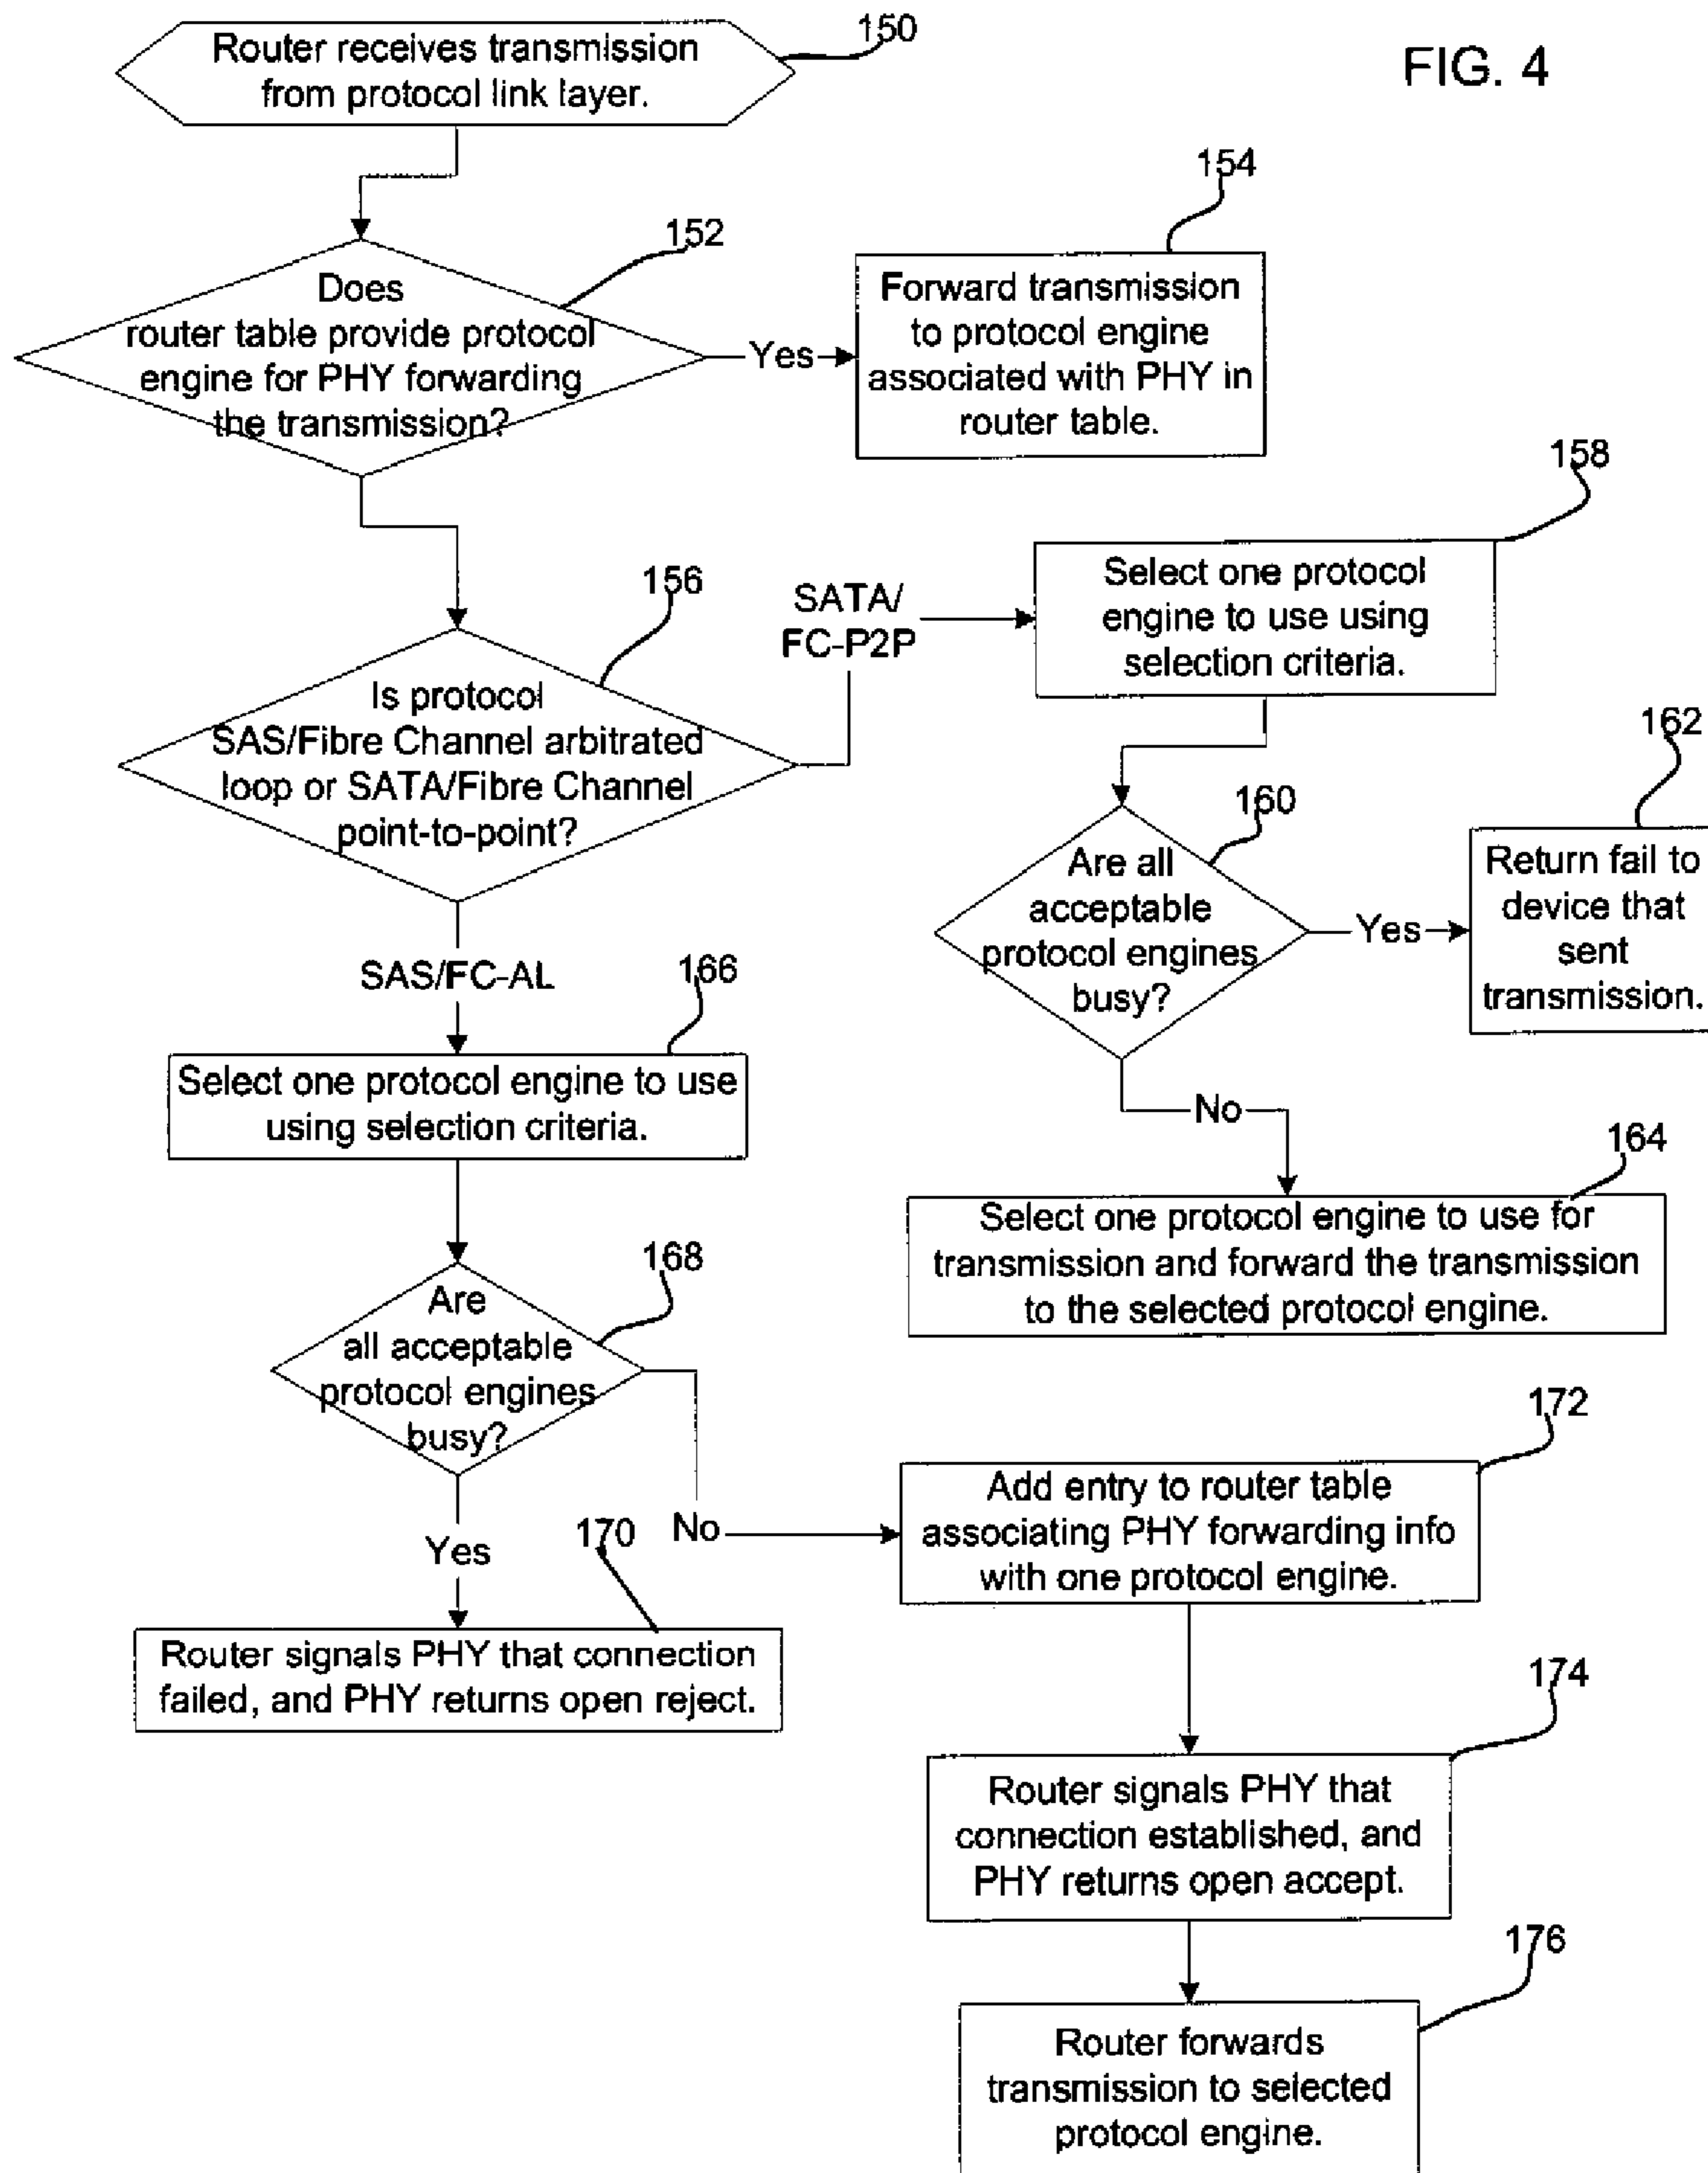 150
Router receives transmission
from protocol link layer.
FIG. 4
154
152
Does
router table provide protocol
engine for PHY forwarding
the transmission?
Yes
Forward transmission
to protocol engine
associated with PHY in
router table.
158
156
SATA/
FC-P2P
Select one protocol
engine to use using
selection criteria.
Is protocol
SAS/Fibre Channel arbitrated
loop or SATA/Fibre Channel
point-to-point?
162
160
Are all
acceptable
protocol engines
busy?
Yes
Return fail to
device that
sent
transmission.
SAS/FC-AL
166
Select one protocol engine to use
using selection criteria.
No
164
Select one protocol engine to use for
transmission and forward the transmission
to the selected protocol engine.
168
Are
all acceptable
protocol engines
busy?
172
No
Add entry to router table
associating PHY forwarding info
with one protocol engine.
Yes
170
Router signals PHY that connection
failed, and PHY returns open reject.
174
Router signals PHY that
connection established, and
PHY returns open accept.
176
Router forwards
transmission to selected
protocol engine.